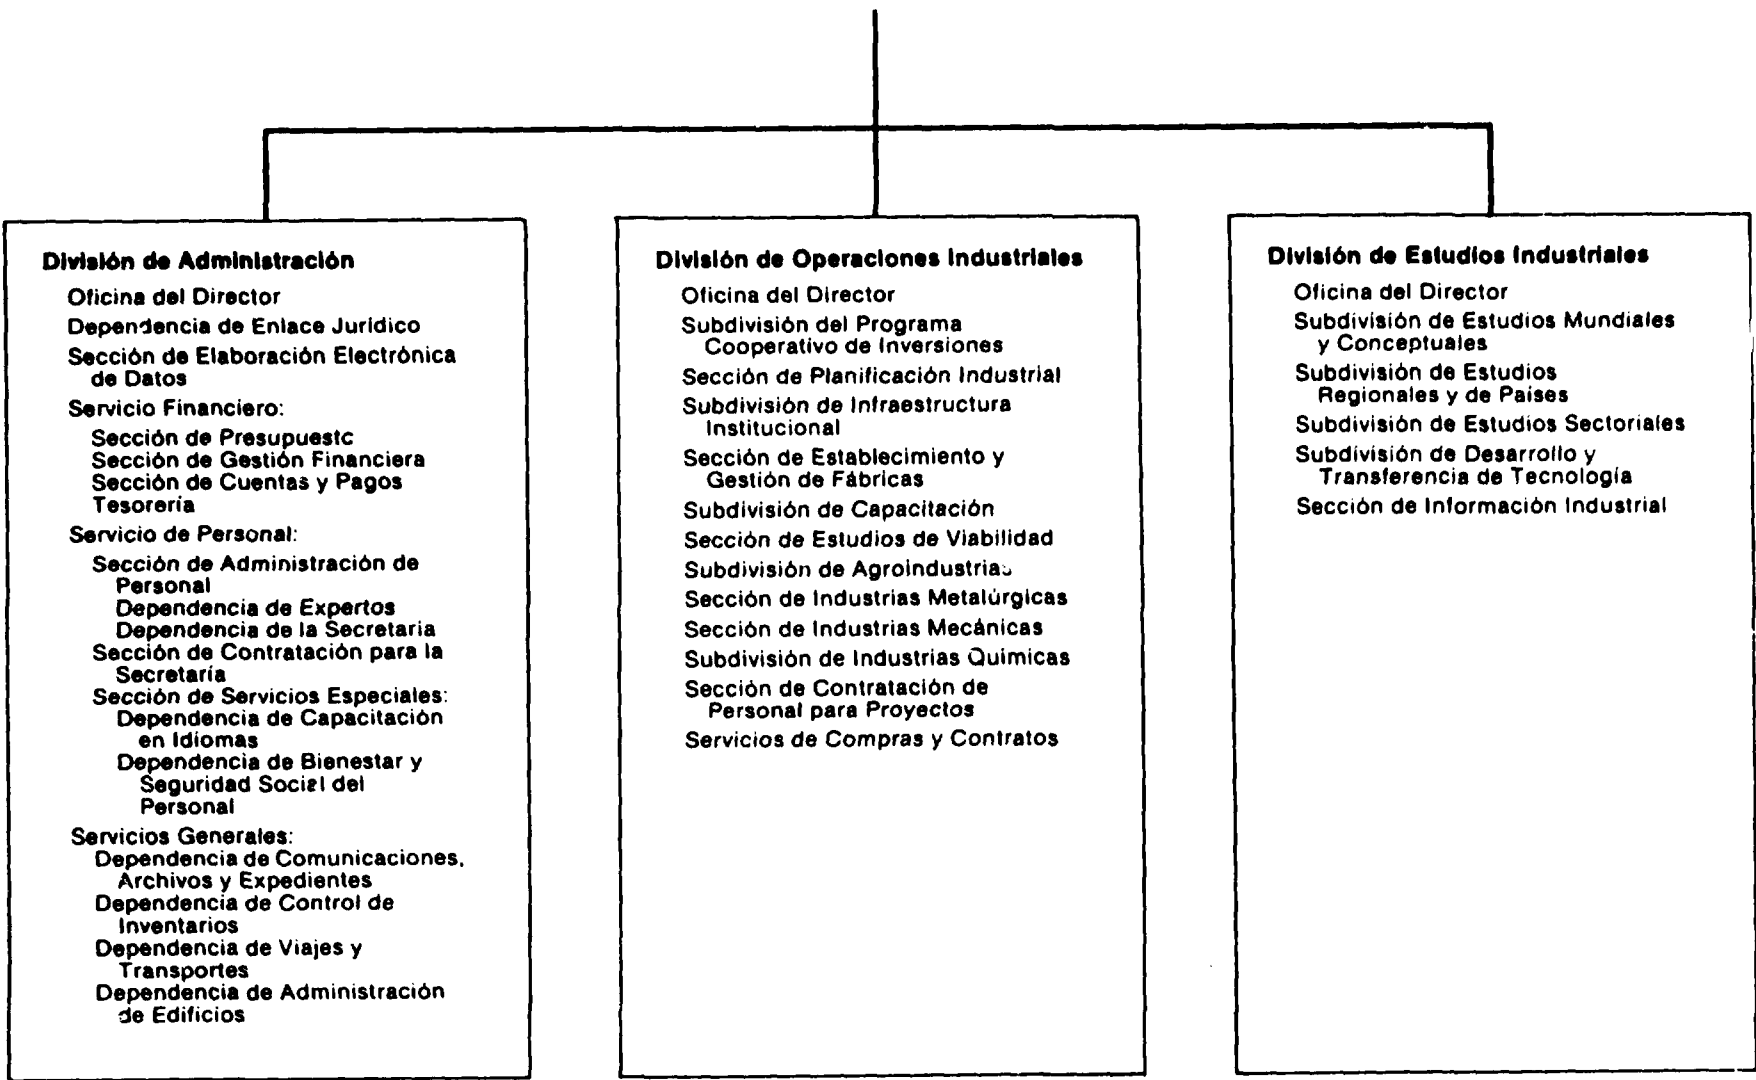 División de Administración
Oficina del Director
Dependencia de Enlace Jurídico
Sección de Elaboración Electrónica
de Datos
Servicio Financiero:
Sección de Presupuesto
Sección de Gestión Financiera
Sección de Cuentas y Pagos
Tesorería
Servicio de Personal:
Sección de Administración de
Personal
Dependencia de Expertos
Dependencia de la Secretaría
Sección de Contratación para la
Secretaría
Sección de Servicios Especiales:
Dependencia de Capacitación
en Idiomas
Dependencia de Bienestar y
Seguridad Social del
Personal
Servicios Generales:
Dependencia de Comunicaciones,
Archivos y Expedientes
Dependencia de Control de
Inventarios
Dependencia de Viajes y
Transportes
Dependencia de Administración
de Edificios
División de Operaciones Industriales
Oficina del Director
Subdivisión del Programa
Cooperativo de Inversiones
Sección de Planificación Industrial
Subdivisión de Infraestructura
Institucional
Sección de Establecimiento y
Gestión de Fábricas
Subdivisión de Capacitación
Sección de Estudios de Viabilidad
Subdivisión de Agroindustrias
Sección de Industrias Metalúrgicas
Sección de Industrias Mecánicas
Subdivisión de Industrias Químicas
Sección de Contratación de
Personal para Proyectos
Servicios de Compras y Contratos
División de Estudios Industriales
Oficina del Director
Subdivisión de Estudios Mundiales
y Conceptuales
Subdivisión de Estudios
Regionales y de Países
Subdivisión de Estudios Sectoriales
Subdivisión de Desarrollo y
Transferencia de Tecnología
Sección de Información Industrial